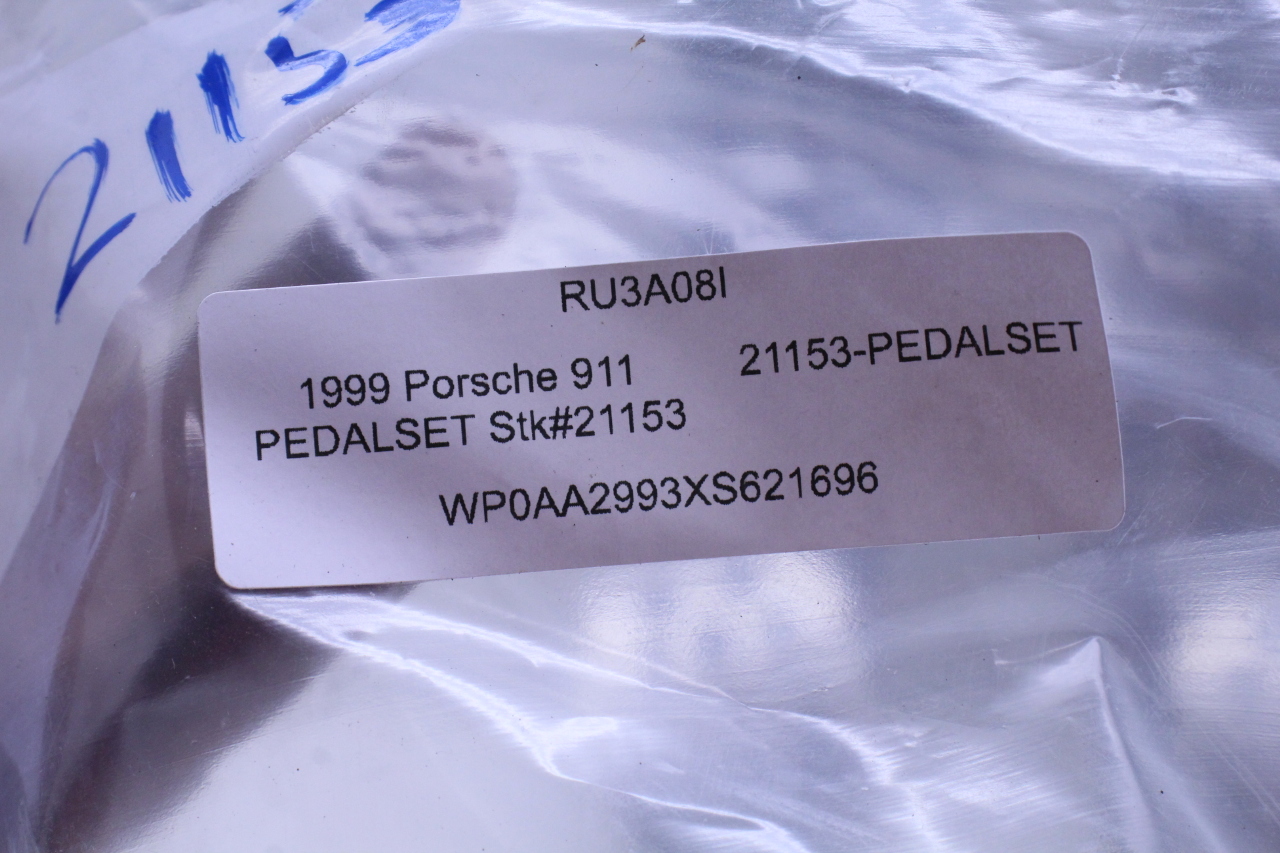 21153
RU3A08I
1999 Porsche 911 21153-PEDALSET
PEDALSET Stk#21153
WP0AA2993XS621696